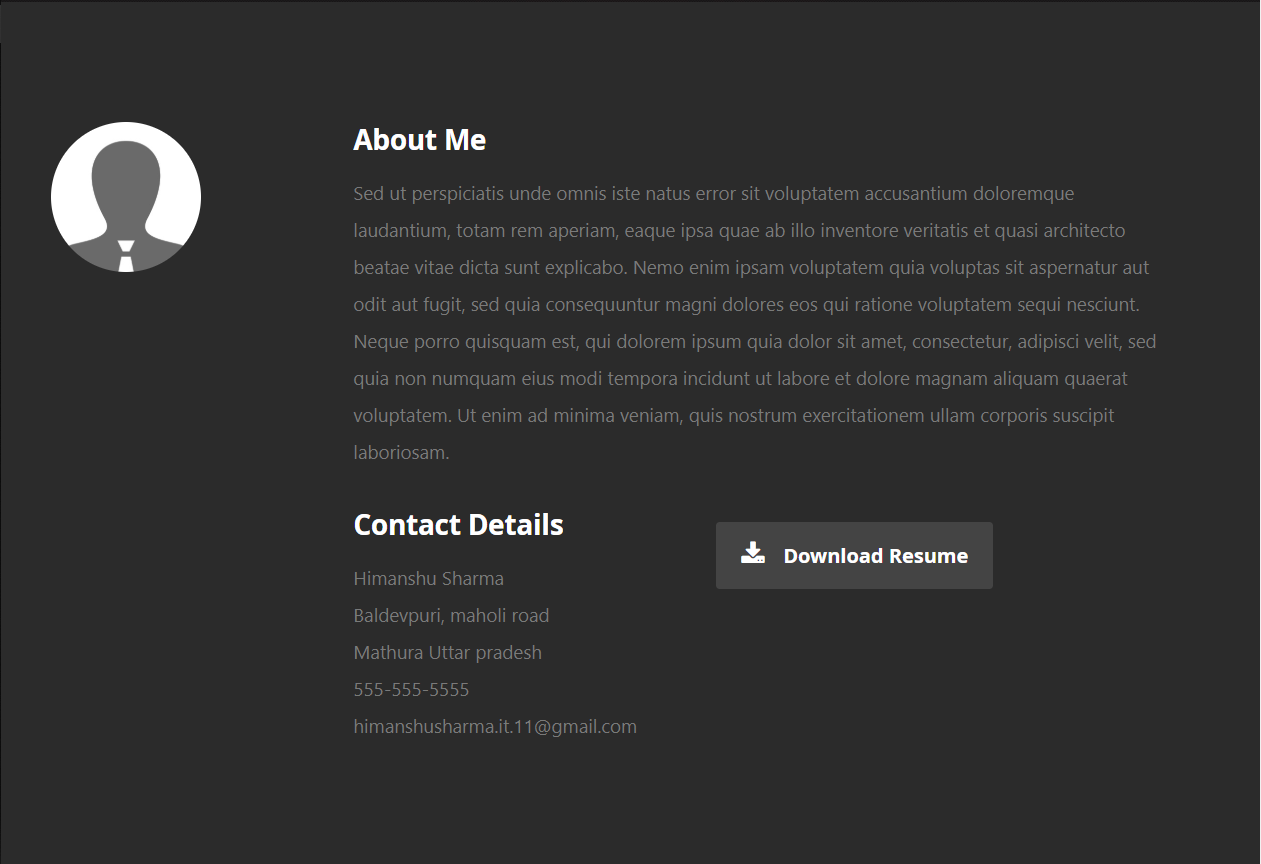 About Me
Sed ut perspiciatis unde omnis iste natus error sit voluptatem accusantium doloremque
laudantium, totam rem aperiam, eaque ipsa quae ab illo inventore veritatis et quasi architecto
beatae vitae dicta sunt explicabo. Nemo enim ipsam voluptatem quia voluptas sit aspernatur aut
odit aut fugit, sed quia consequuntur magni dolores eos qui ratione voluptatem sequi nesciunt.
Neque porro quisquam est, qui dolorem ipsum quia dolor sit amet, consectetur, adipisci velit, sed
quia non numquam eius modi tempora incidunt ut labore et dolore magnam aliquam quaerat
voluptatem. Ut enim ad minima veniam, quis nostrum exercitationem ullam corporis suscipit
laboriosam.
Contact Details
Himanshu Sharma
Baldevpuri, maholi road
Mathura Uttar pradesh
555-555-5555
himanshusharma.it.11@gmail.com
Download Resume